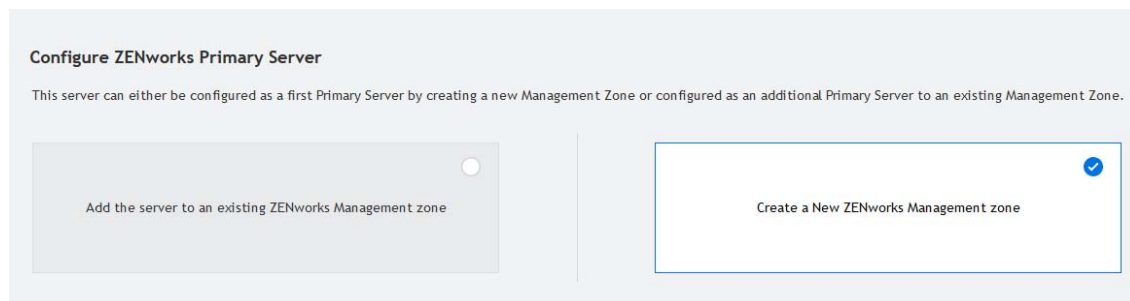 Configure ZENworks Primary Server
This server can either be configured as a first Primary Server by creating a new Management Zone or configured as an additional Primary Server to an existing Management Zone.
Add the server to an existing ZENworks Management zone
Create a New ZENworks Management zone